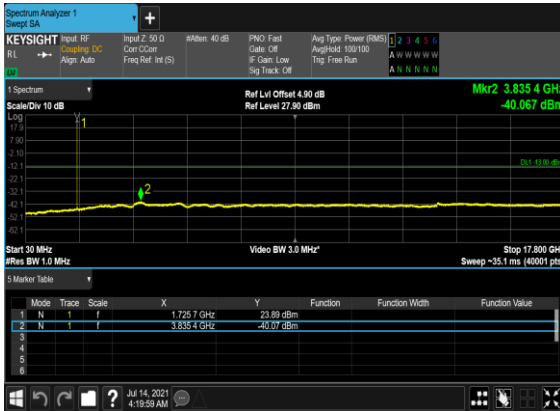 Spectrum Analyzer 1
Swept SA
+
KEYSIGHT Input: RF Input Z: 50 Ω #Atten: 40 dB PNO: Fast Avg Type: Power (RMS) 1 2 3 4 5 6
RL Coupling: DC Corr CCorr Gate: Off Avg|Hold: 100/100 A W W W W W
Align: Auto Freq Ref: Int (S) IF Gain: Low Trig: Free Run
Sig Track: Off A N N N N N
1 Spectrum Ref Lvl Offset 4.90 dB Mkr2 3.835 4 GHz
Scale/Div 10 dB Ref Level 27.90 dBm -40.067 dBm
Log
17.9 1
7.90
-2.10
-12.1 DL1 -13.00 dBm
-22.1
-32.1 2
-42.1
-52.1
-62.1
Start 30 MHz Video BW 3.0 MHz* Stop 17.800 GHz
#Res BW 1.0 MHz Sweep ~35.1 ms (40001 pts)
5 Marker Table
Mode Trace Scale X Y Function Function Width Function Value
1 N 1 f 1.725 7 GHz 23.89 dBm
2 N 1 f 3.835 4 GHz -40.07 dBm
3
4
5
6
? Jul 14, 2021
4:19:59 AM